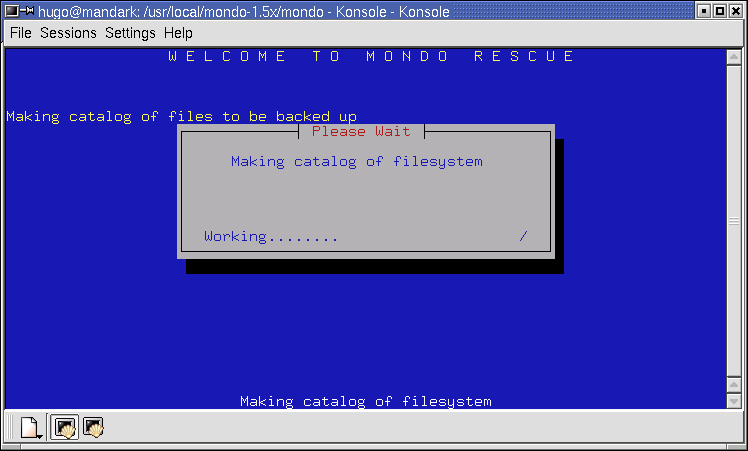 hugo@mandark: /usr/local/mondo-1.5x/mondo - Konsole - Konsole
File Sessions Settings Help
W E L C O M E   T O   M O N D O   R E S C U E
Making catalog of files to be backed up
Please Wait
Making catalog of filesystem
Working........ /
Making catalog of filesystem